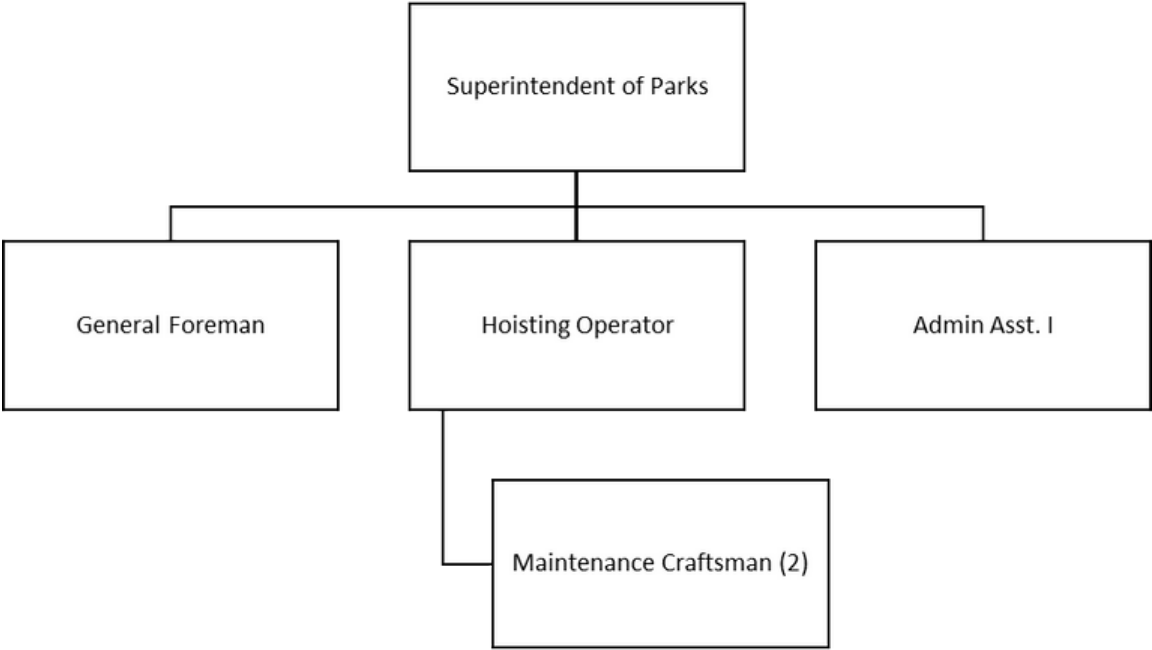 Superintendent of Parks
General Foreman
Hoisting Operator
Admin Asst. I
Maintenance Craftsman (2)